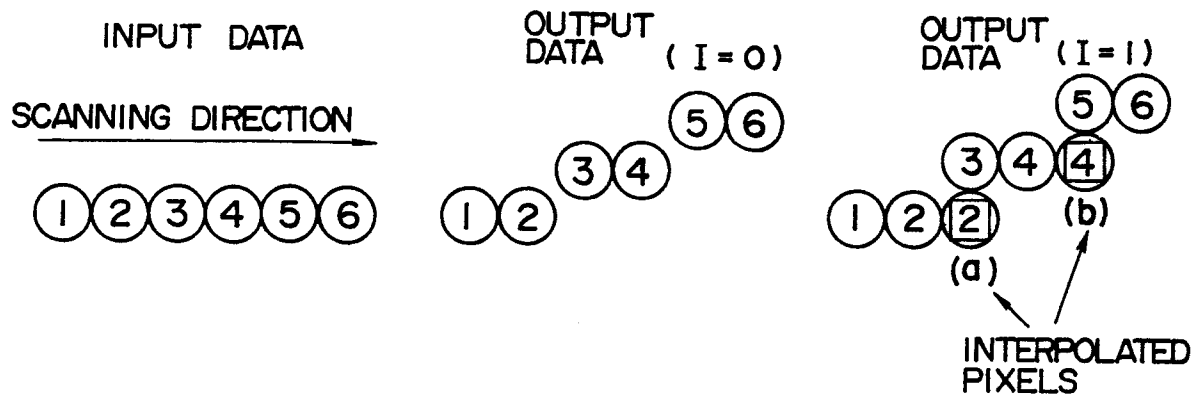 INPUT DATA
SCANNING DIRECTION
1 2 3 4 5 6
OUTPUT
DATA (I=0)
5 6
3 4
1 2
OUTPUT
DATA (I=1)
5 6
3 4 4
(b)
1 2 2
(a)
INTERPOLATED
PIXELS